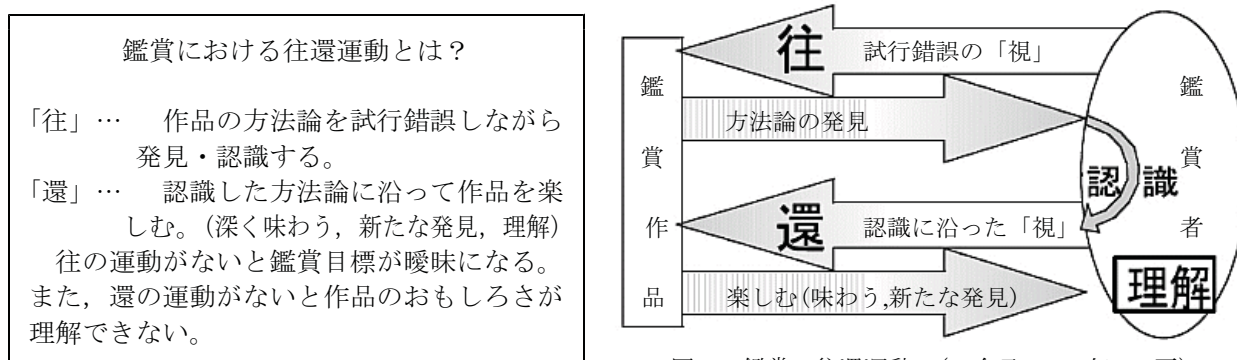 鑑賞における往還運動とは？
「往」… 作品の方法論を試行錯誤しながら
発見・認識する。
「還」… 認識した方法論に沿って作品を楽
しむ。（深く味わう，新たな発見，理解）
往の運動がないと鑑賞目標が曖昧になる。
また，還の運動がないと作品のおもしろさが
理解できない。
鑑賞作品
往 試行錯誤の「視」
方法論の発見
還 認識に沿った「視」
楽しむ(味わう,新たな発見)
鑑賞者
認識
理解